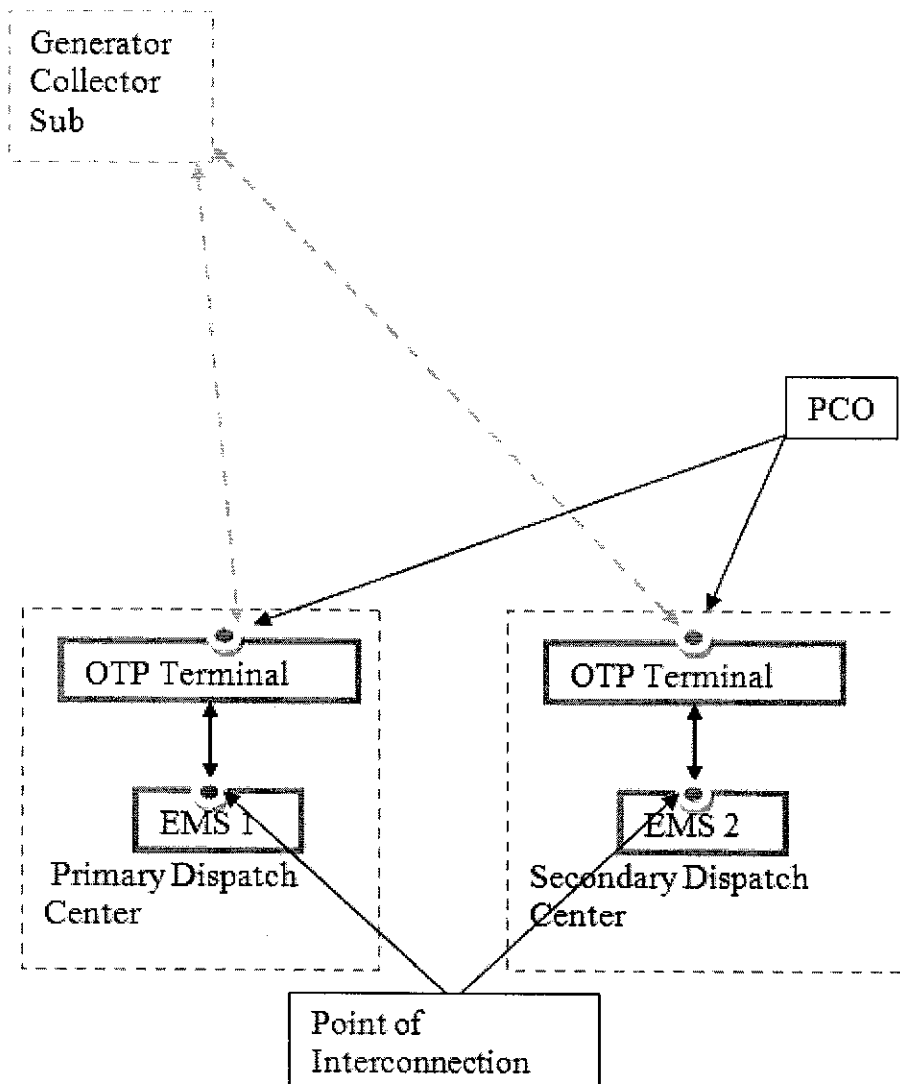 Generator
Collector
Sub
PCO
OTP Terminal
OTP Terminal
EMS 1
EMS 2
Primary Dispatch
Center
Secondary Dispatch
Center
Point of
Interconnection